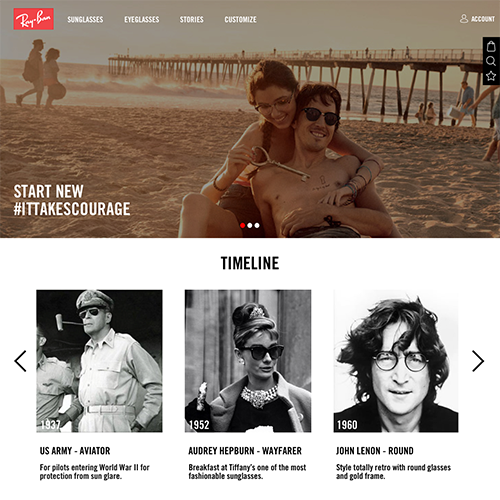 Ray-Ban
SUNGLASSES EYEGLASSES STORIES CUSTOMIZE ACCOUNT
START NEW
#ITTAKESCOURAGE
TIMELINE
1937 1952 1960
US ARMY - AVIATOR
For pilots entering World War II for
protection from sun glare.
AUDREY HEPBURN - WAYFARER
Breakfast at Tiffany's one of the most
fashionable sunglasses.
JOHN LENON - ROUND
Style totally retro with round glasses
and gold frame.